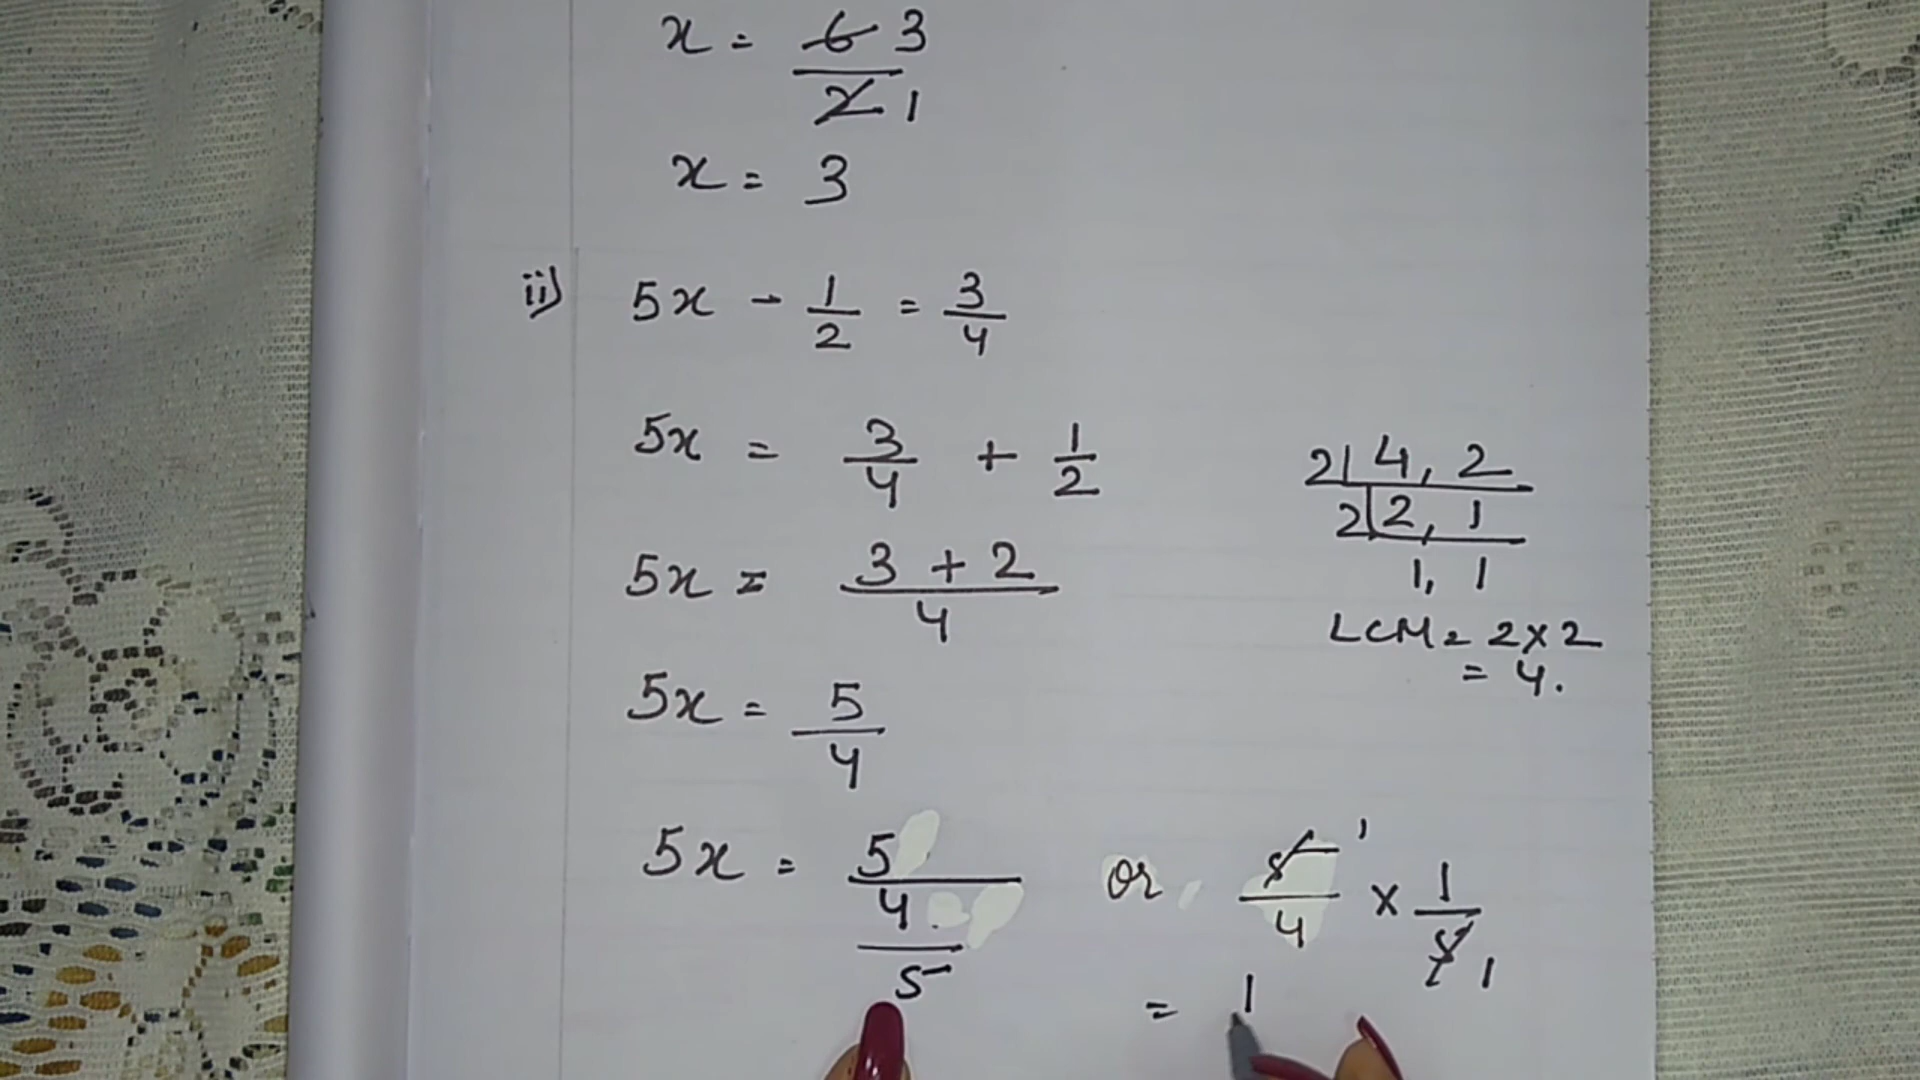 x = 6 3 / 2 1
x = 3
ii) 5x - 1/2 = 3/4
5x = 3/4 + 1/2
5x = 3 + 2 / 4
5x = 5/4
5x = 5/4/5 or 5/4 1 x 1/5 1
= 1
2 | 4, 2
2 | 2, 1
1, 1
LCM = 2 x 2
= 4.